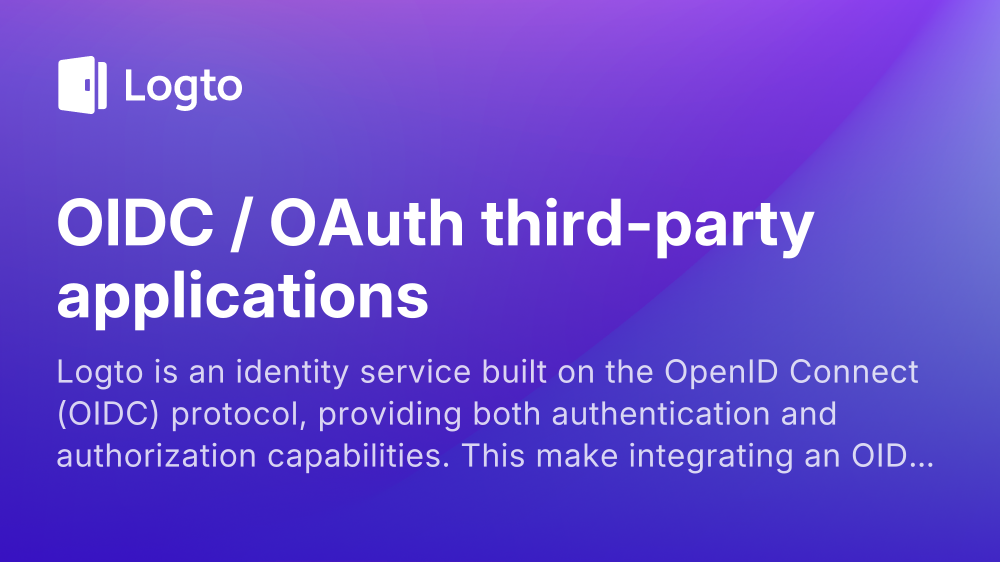 Logto
OIDC / OAuth third-party
applications
Logto is an identity service built on the OpenID Connect
(OIDC) protocol, providing both authentication and
authorization capabilities. This make integrating an OID...